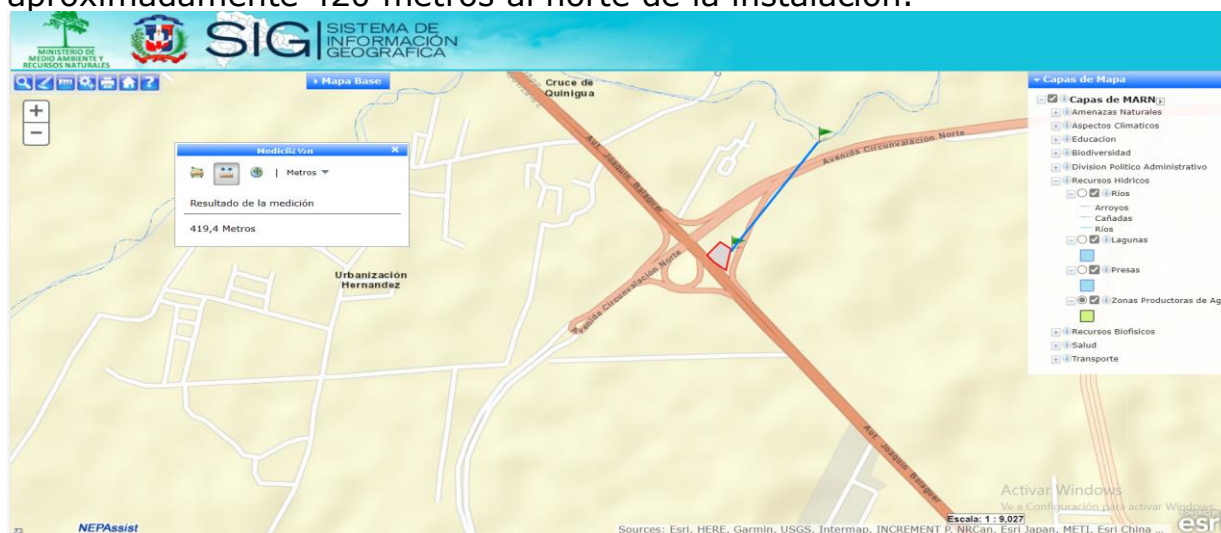 aproximadamente 420 metros al norte de la instalación.
MINISTERIO DE
MEDIO AMBIENTE Y
RECURSOS NATURALES
SIG
SISTEMA DE
INFORMACIÓN
GEOGRÁFICA
Mapa Base
Cruce de
Quinigua
Capas de Mapa
Capas de MARN
Amenazas Naturales
Aspectos Climaticos
Educacion
Biodiversidad
Division Politico Administrativo
Recursos Hidricos
Rios
Arroyos
Cañadas
Ríos
Lagunas
Presas
Zonas Productoras de Ag
Recursos Biofisicos
Salud
Transporte
+
−
Metros
Resultado de la medición
419,4 Metros
Aut. Joaquin Balaguer
Avenida Circunvalacion Norte
Urbanización
Hernandez
Avenida Circunvalación Norte
Aut. Joaquin Balaguer
Activar Windows
Ve a Configuración para activar Windows.
Escala: 1 : 9,027
NEPAssist
Sources: Esri, HERE, Garmin, USGS, Intermap, INCREMENT P, NRCan, Esri Japan, METI, Esri China ...
esri